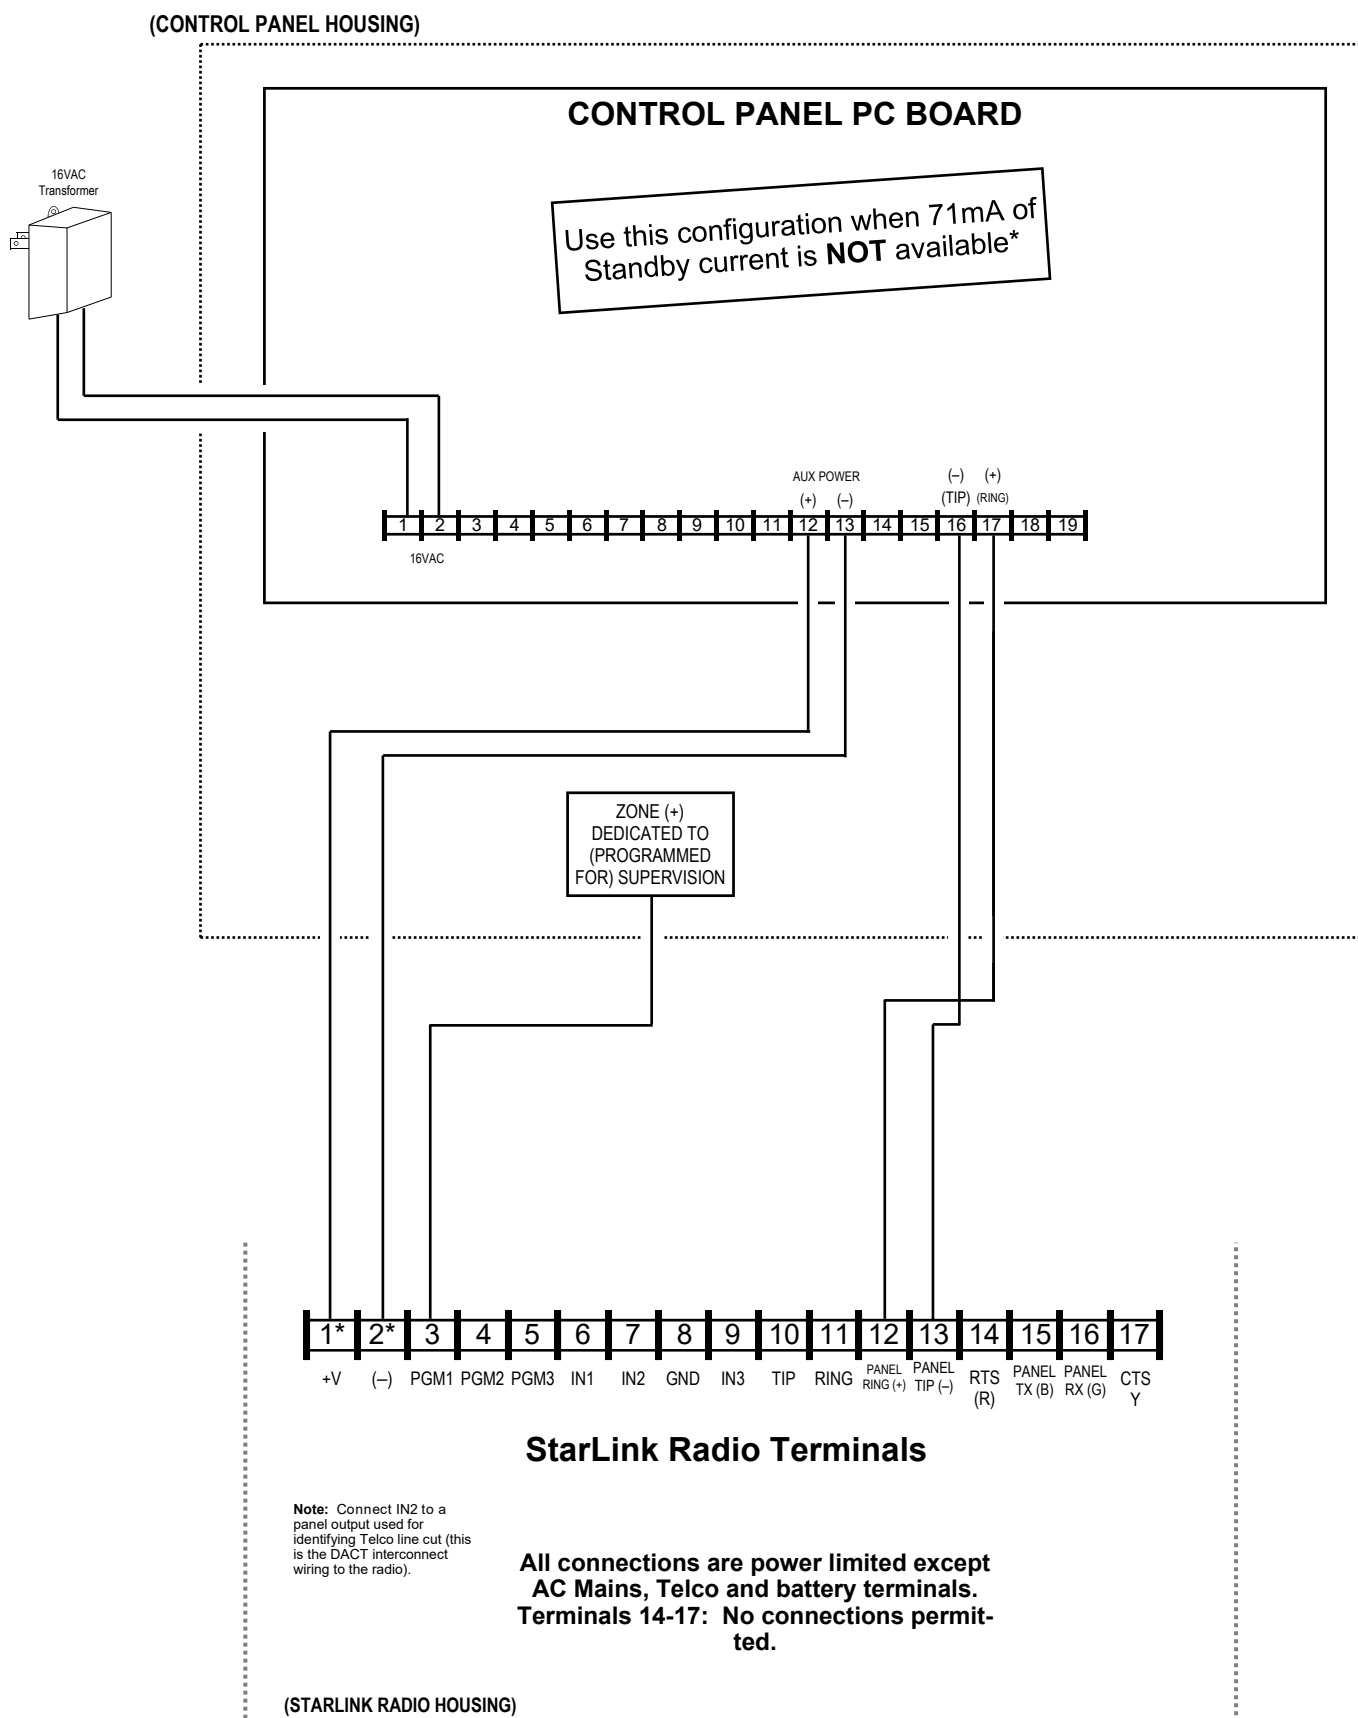 (CONTROL PANEL HOUSING)
CONTROL PANEL PC BOARD
16VAC
Transformer
Use this configuration when 71mA of
Standby current is NOT available*
AUX POWER
(+) (–)
(–) (+)
(TIP) (RING)
1 2 3 4 5 6 7 8 9 10 11 12 13 14 15 16 17 18 19
16VAC
ZONE (+)
DEDICATED TO
(PROGRAMMED
FOR) SUPERVISION
1* 2* 3 4 5 6 7 8 9 10 11 12 13 14 15 16 17
+V (–) PGM1 PGM2 PGM3 IN1 IN2 GND IN3 TIP RING
PANEL
RING (+)
PANEL
TIP (–)
RTS
(R)
PANEL
TX (B)
PANEL
RX (G)
CTS
Y
StarLink Radio Terminals
Note: Connect IN2 to a
panel output used for
identifying Telco line cut (this
is the DACT interconnect
wiring to the radio).
All connections are power limited except
AC Mains, Telco and battery terminals.
Terminals 14-17: No connections permit-
ted.
(STARLINK RADIO HOUSING)